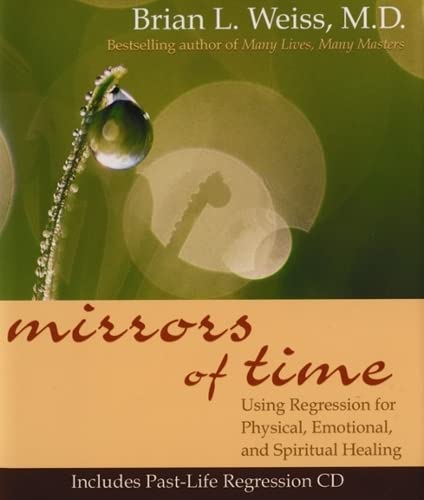 Brian L. Weiss, M.D.
Bestselling author of Many Lives, Many Masters
mirrors
of time
Using Regression for
Physical, Emotional,
and Spiritual Healing
Includes Past-Life Regression CD